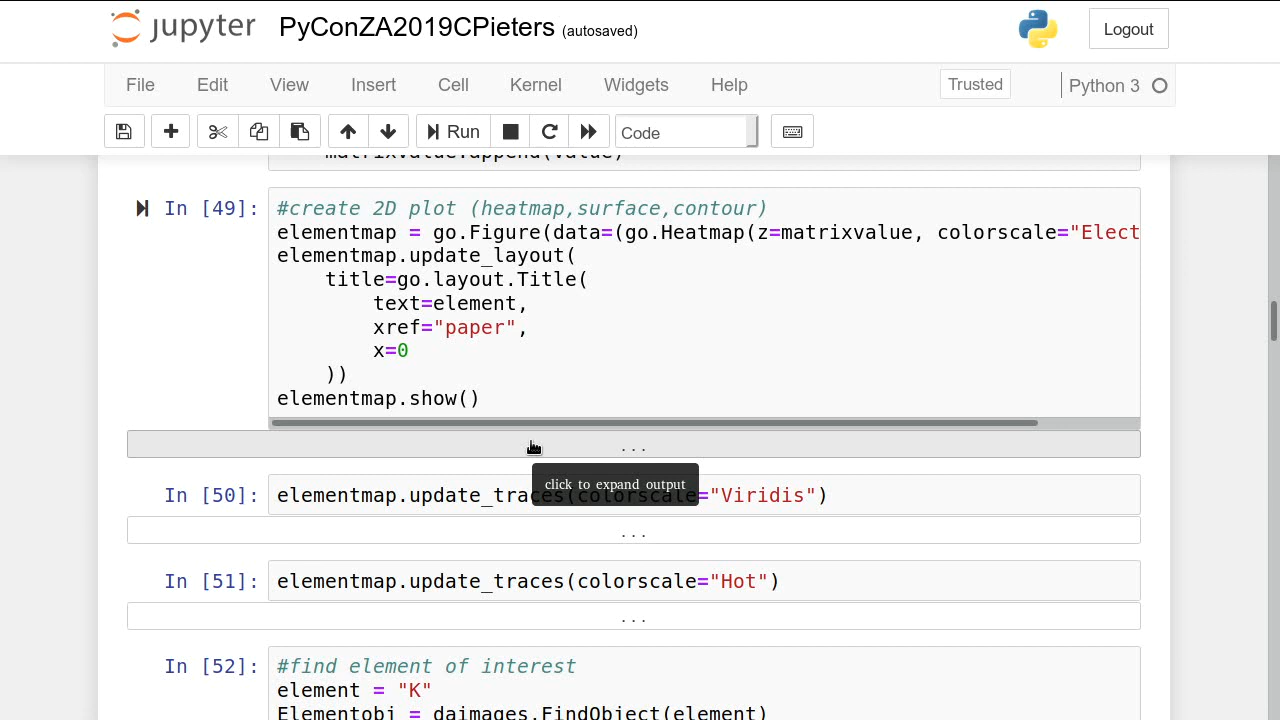 jupyter PyConZA2019CPieters (autosaved) Logout
File Edit View Insert Cell Kernel Widgets Help Trusted Python 3
Run Code
matrixvalue.append(value)
In [49]: #create 2D plot (heatmap,surface,contour)
elementmap = go.Figure(data=(go.Heatmap(z=matrixvalue, colorscale="Elect
elementmap.update_layout(
title=go.layout.Title(
text=element,
xref="paper",
x=0
))
elementmap.show()
...
click to expand output
In [50]: elementmap.update_traces(colorscale="Viridis")
...
In [51]: elementmap.update_traces(colorscale="Hot")
...
In [52]: #find element of interest
element = "K"
Elementobj = daimages.FindObject(element)